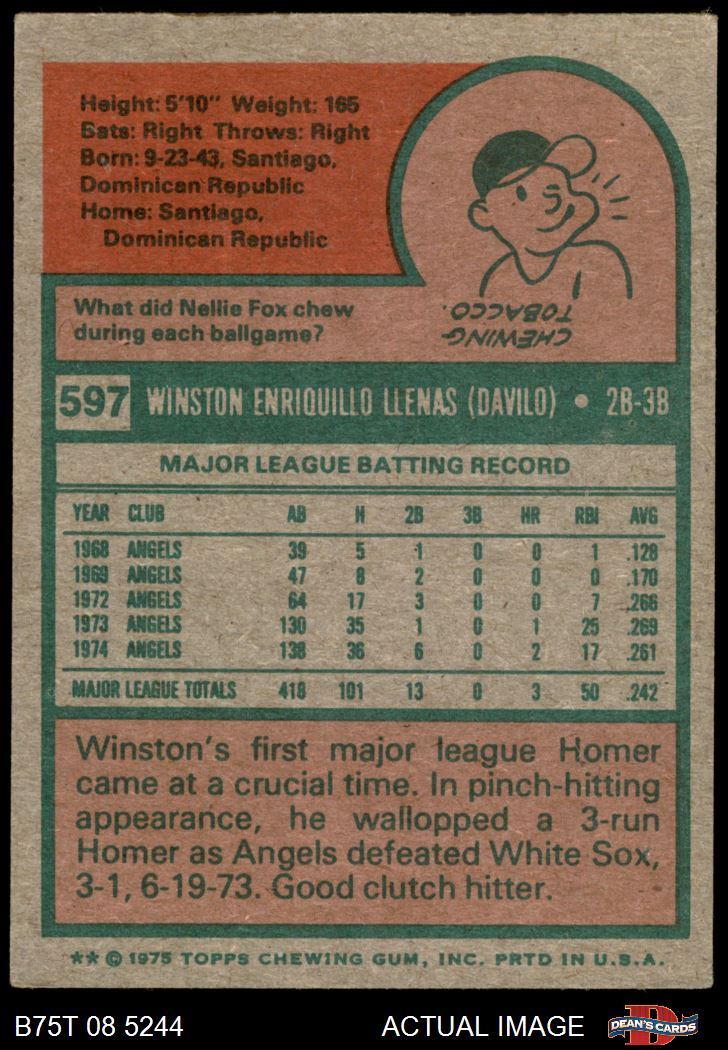 Height: 5'10" Weight: 165
Bats: Right Throws: Right
Born: 9-23-43, Santiago,
Dominican Republic
Home: Santiago,
Dominican Republic
What did Nellie Fox chew
during each ballgame?
CHEWING
TOBACCO.
597 WINSTON ENRIQUILLO LLENAS (DAVILO) • 2B-3B
MAJOR LEAGUE BATTING RECORD
YEAR CLUB AB H 2B 3B HR RBI AVG
1968 ANGELS 39 5 1 0 0 1 .128
1969 ANGELS 47 8 2 0 0 0 .170
1972 ANGELS 64 17 3 0 0 7 .266
1973 ANGELS 130 35 1 0 1 25 .269
1974 ANGELS 138 36 6 0 2 17 .261
MAJOR LEAGUE TOTALS 418 101 13 0 3 50 .242
Winston's first major league Homer
came at a crucial time. In pinch-hitting
appearance, he wallopped a 3-run
Homer as Angels defeated White Sox,
3-1, 6-19-73. Good clutch hitter.
** © 1975 TOPPS CHEWING GUM, INC. PRTD IN U.S.A.
B75T 08 5244 ACTUAL IMAGE D DEAN'S CARDS